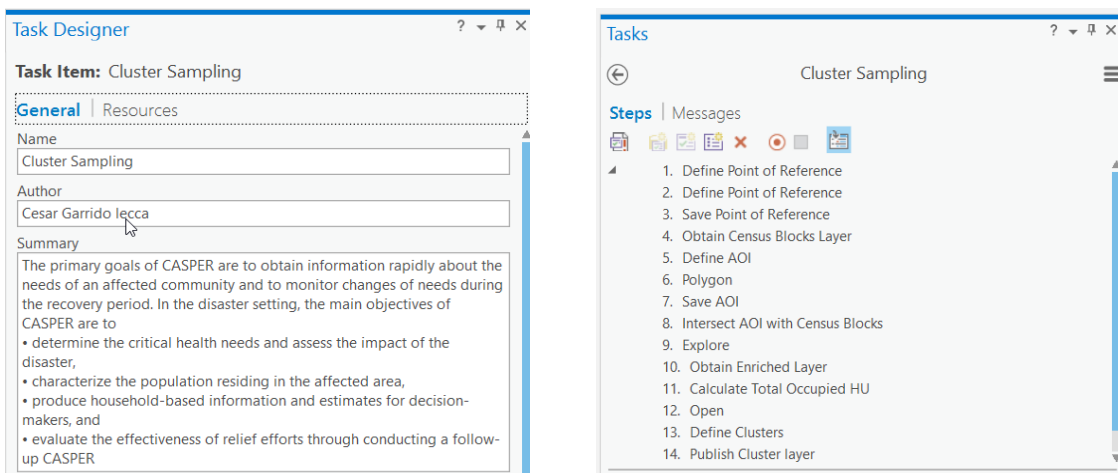 Task Designer
Task Item: Cluster Sampling
General | Resources
Name
Cluster Sampling
Author
Cesar Garrido lecca
Summary
The primary goals of CASPER are to obtain information rapidly about the
needs of an affected community and to monitor changes of needs during
the recovery period. In the disaster setting, the main objectives of
CASPER are to
• determine the critical health needs and assess the impact of the
disaster,
• characterize the population residing in the affected area,
• produce household-based information and estimates for decision-
makers, and
• evaluate the effectiveness of relief efforts through conducting a follow-
up CASPER
Tasks
Cluster Sampling
Steps | Messages
1. Define Point of Reference
2. Define Point of Reference
3. Save Point of Reference
4. Obtain Census Blocks Layer
5. Define AOI
6. Polygon
7. Save AOI
8. Intersect AOI with Census Blocks
9. Explore
10. Obtain Enriched Layer
11. Calculate Total Occupied HU
12. Open
13. Define Clusters
14. Publish Cluster layer